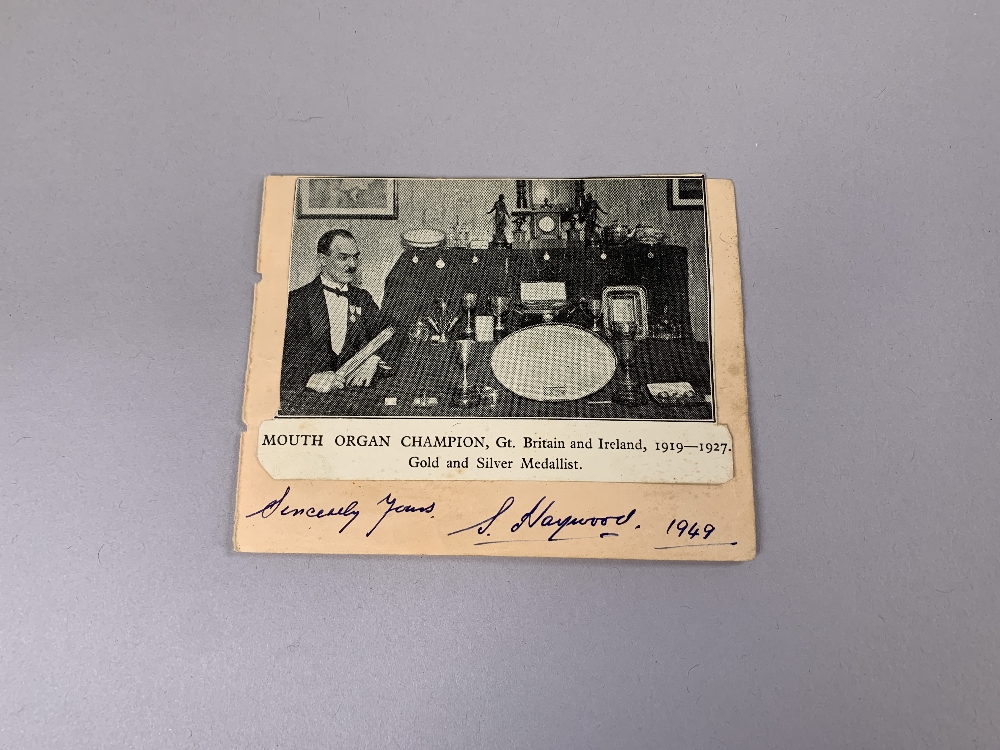 MOUTH ORGAN CHAMPION, Gt. Britain and Ireland, 1919—1927.
Gold and Silver Medallist.
Sincerely Yours. S. Haywood. 1949